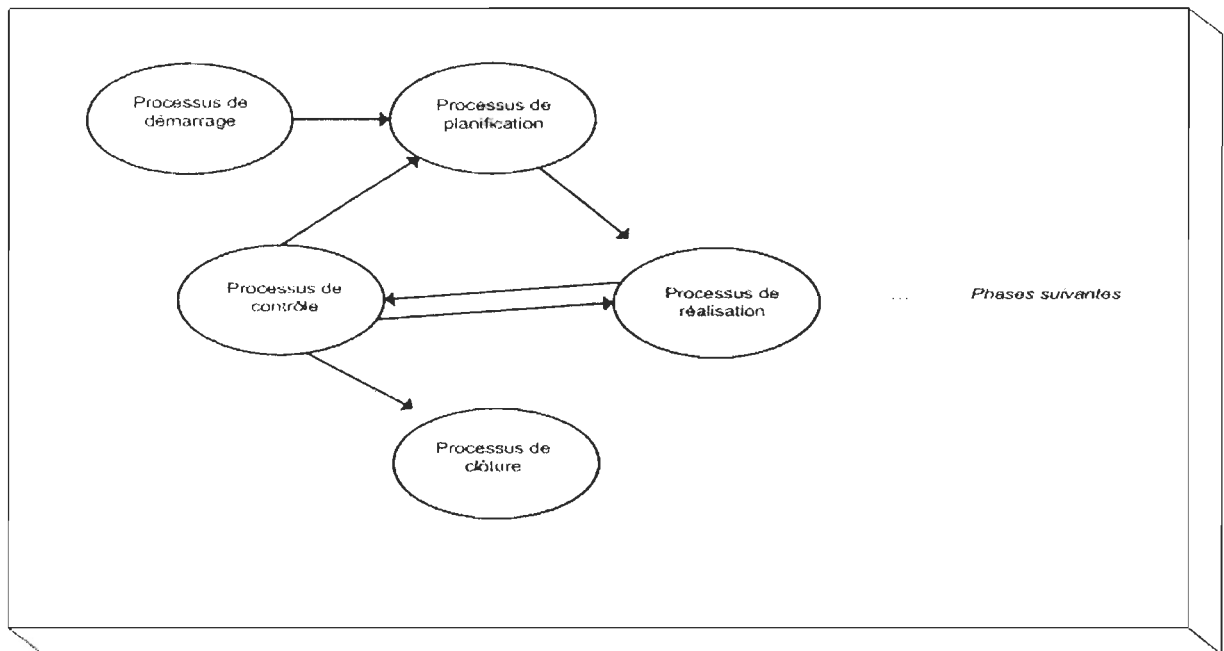 Processus de
démarrage
Processus de
planification
Processus de
contrôle
Processus de
réalisation
... Phases suivantes
Processus de
clôture